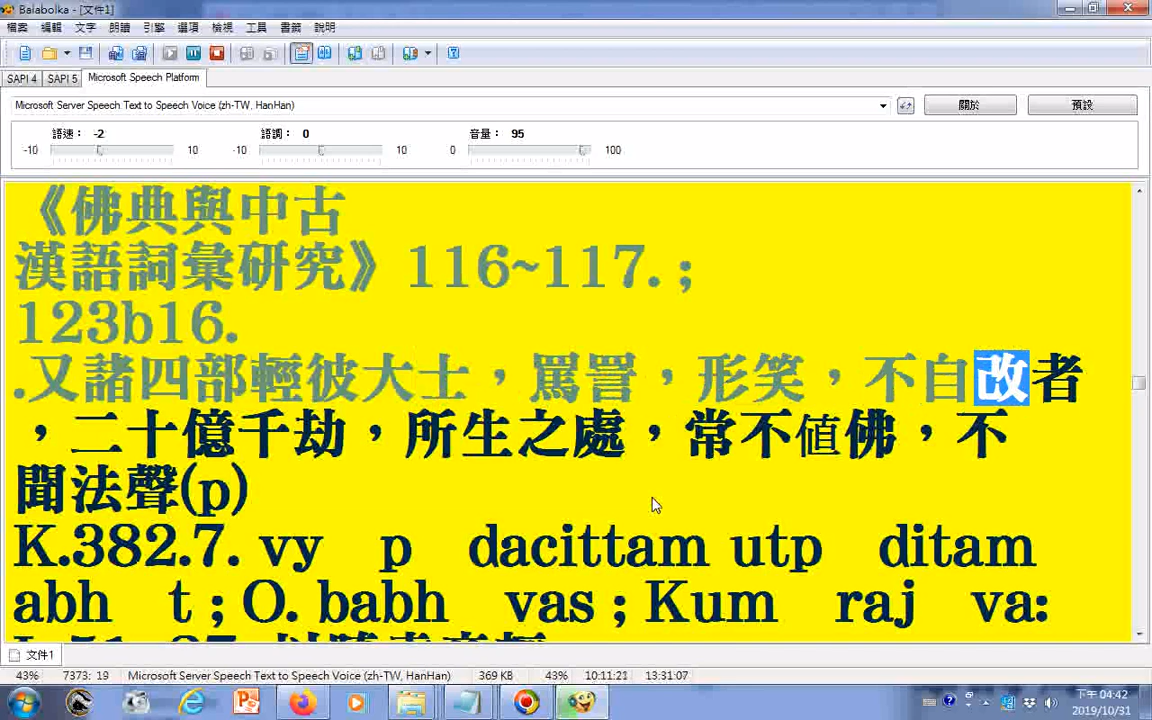 Balabolka - [文件1]
檔案 編輯 文字 朗讀 引擎 選項 檢視 工具 書籤 說明
SAPI 4 SAPI 5 Microsoft Speech Platform
Microsoft Server Speech Text to Speech Voice (zh-TW, HanHan) 關於 預設
語速： -2 語調： 0 音量： 95
-10 10 -10 10 0 100
《佛典與中古
漢語詞彙研究》116~117. ;
123b16.
.又諸四部輕彼大士，罵詈，形笑，不自改者
，二十億千劫，所生之處，常不值佛，不
聞法聲(p)
K.382.7. vy p dacittam utp ditam
abh t ; O. babh vas ; Kum raj va:
文件1
43% 7373: 19 Microsoft Server Speech Text to Speech Voice (zh-TW, HanHan) 369 KB 43% 10:11:21 13:31:07
下午 04:42
2019/10/31